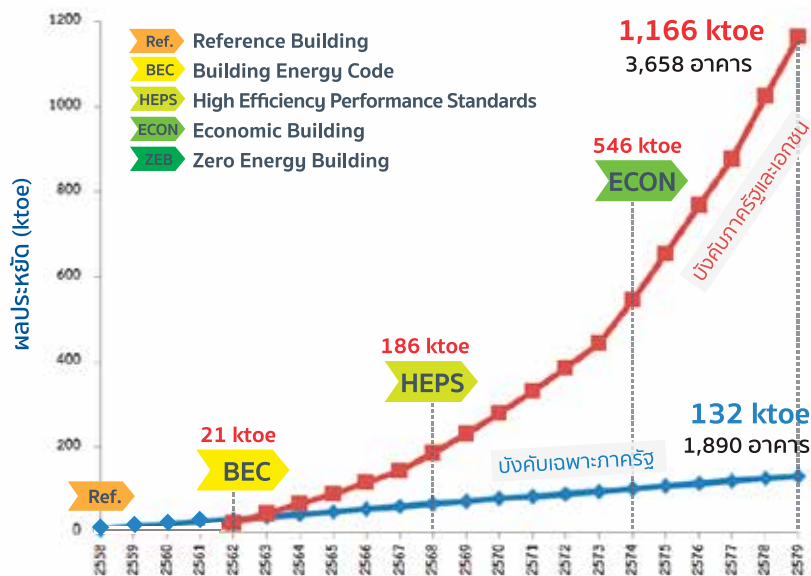 1200
1000
800
600
400
200
0
ผลประหยัด (ktoe)
Ref. Reference Building
BEC Building Energy Code
HEPS High Efficiency Performance Standards
ECON Economic Building
ZEB Zero Energy Building
1,166 ktoe
3,658 อาคาร
546 ktoe
ECON
บังคับภาครัฐและเอกชน
186 ktoe
HEPS
132 ktoe
1,890 อาคาร
21 ktoe
BEC
บังคับเฉพาะภาครัฐ
Ref.
2558 2559 2560 2561 2562 2563 2564 2565 2566 2567 2568 2569 2570 2571 2572 2573 2574 2575 2576 2577 2578 2579